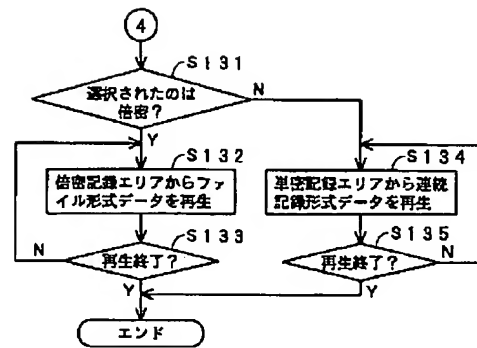 4
S131
選択されたのは
倍密？
N
Y
S132
倍密記録エリアからファ
イル形式データを再生
S134
単密記録エリアから連続
記録形式データを再生
S133
再生終了？
N
Y
S135
再生終了？
N
Y
エンド